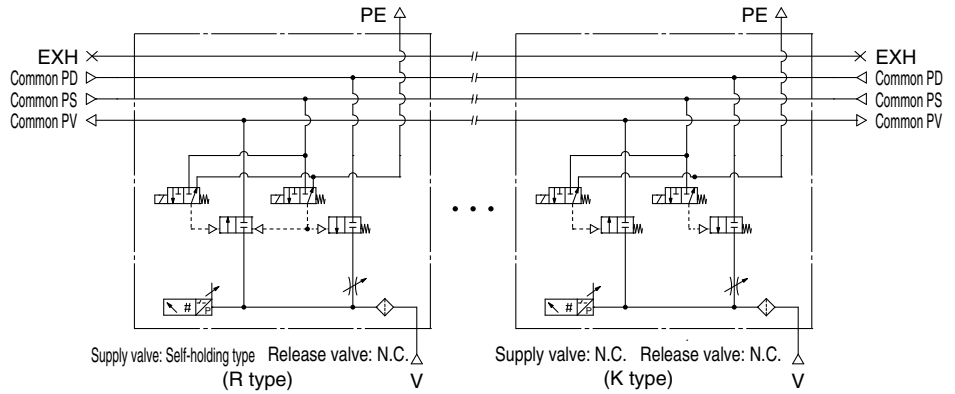 PE PE
EXH EXH
Common PD Common PD
Common PS Common PS
Common PV Common PV
# P # P
Supply valve: Self-holding type Release valve: N.C. Supply valve: N.C. Release valve: N.C.
(R type) V (K type) V